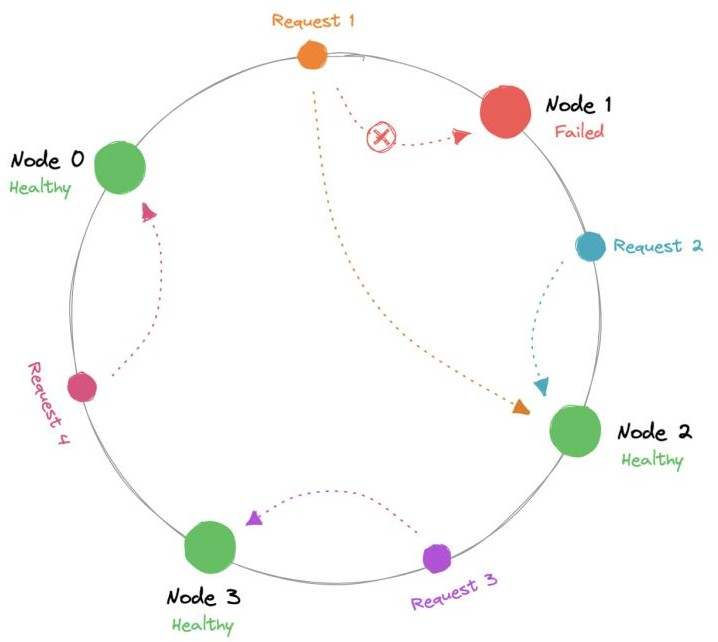 Request 1
Node 1
Failed
Node 0
Healthy
Request 2
Request 4
Node 2
Healthy
Request 3
Node 3
Healthy